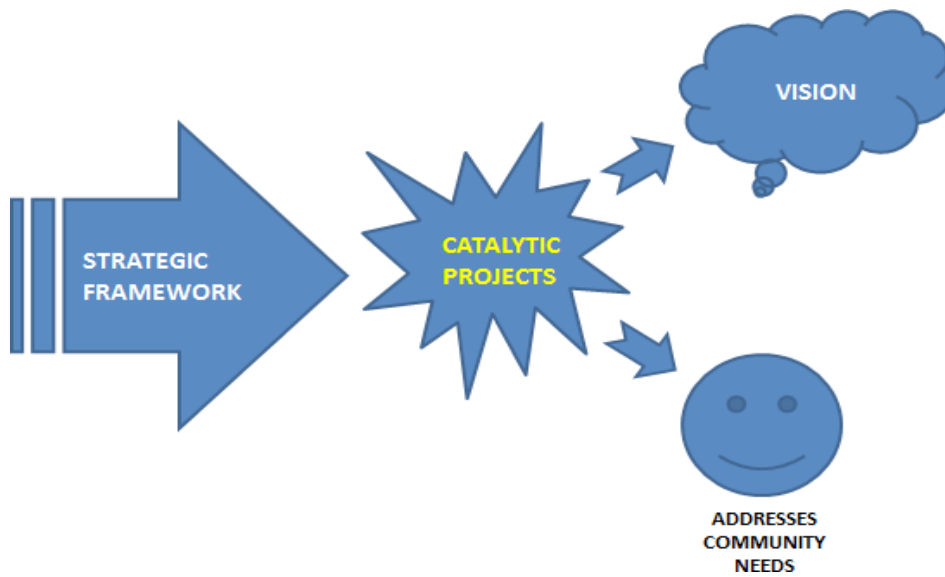 VISION
STRATEGIC
FRAMEWORK
CATALYTIC
PROJECTS
ADDRESSES
COMMUNITY
NEEDS